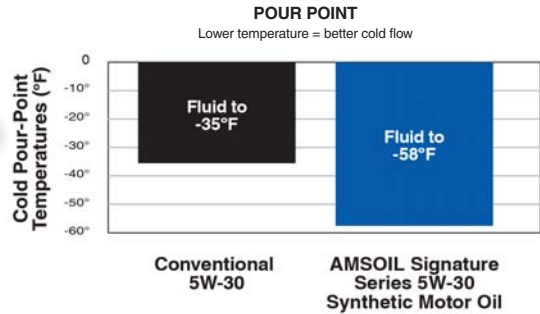 POUR POINT
Lower temperature = better cold flow
Cold Pour-Point
Temperatures (°F)
0
-10°
-20°
-30°
-40°
-50°
-60°
Fluid to
-35°F
Fluid to
-58°F
Conventional
5W-30
AMSOIL Signature
Series 5W-30
Synthetic Motor Oil